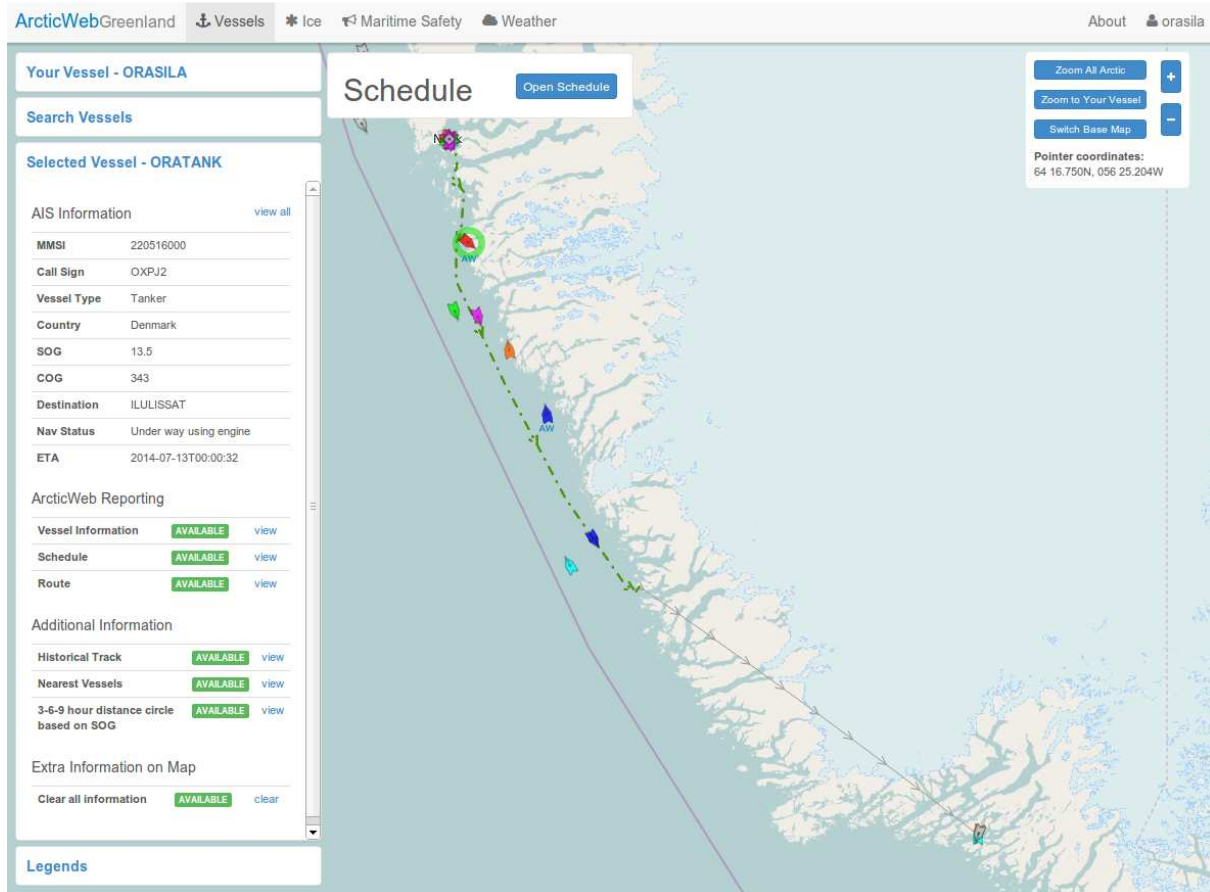 ArcticWebGreenland Vessels Ice Maritime Safety Weather About orasila
Your Vessel - ORASILA
Search Vessels
Selected Vessel - ORATANK
AIS Information view all
MMSI 220516000
Call Sign OXPJ2
Vessel Type Tanker
Country Denmark
SOG 13.5
COG 343
Destination ILULISSAT
Nav Status Under way using engine
ETA 2014-07-13T00:00:32
ArcticWeb Reporting
Vessel Information AVAILABLE view
Schedule AVAILABLE view
Route AVAILABLE view
Additional Information
Historical Track AVAILABLE view
Nearest Vessels AVAILABLE view
3-6-9 hour distance circle AVAILABLE view
based on SOG
Extra Information on Map
Clear all information AVAILABLE clear
Legends
Schedule Open Schedule
AW
AW
Zoom All Arctic +
Zoom to Your Vessel
Switch Base Map −
Pointer coordinates:
64 16.750N, 056 25.204W